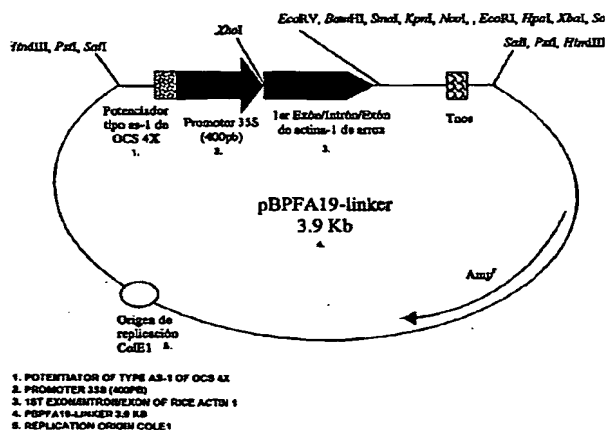 EcoRV, BamHI, SmaI, KpnI, NcoI, , EcoRI, HpaI, XbaI,
XhoI
HindIII, PstI, SalI
SalI, PstI, HindIII
Potenciador
tipo as-1 de
OCS 4X
1.
Promotor 35S
(400pb)
2.
1er Exón/Intrón/Exón
de actina-1 de arroz
3.
Tnos
pBPFA19-linker
3.9 Kb
4.
Ampʳ
Origen de
replicación
ColE1 5.
1. POTENTIATOR OF TYPE AS-1 OF OCS 4X
2. PROMOTER 35S (400PB)
3. 1ST EXON/INTRON/EXON OF RICE ACTIN 1
4. PBPFA19-LINKER 3.9 KB
5. REPLICATION ORIGIN COLE1